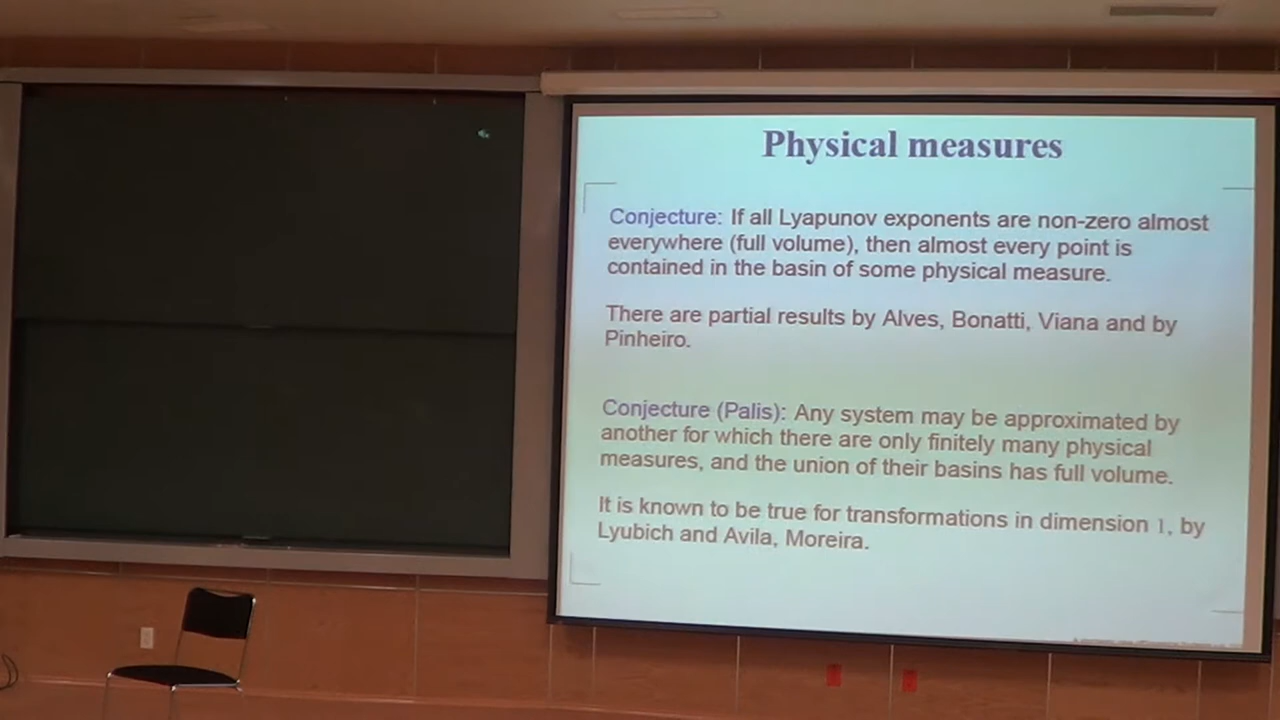 Physical measures
Conjecture: If all Lyapunov exponents are non-zero almost
everywhere (full volume), then almost every point is
contained in the basin of some physical measure.
There are partial results by Alves, Bonatti, Viana and by
Pinheiro.
Conjecture (Palis): Any system may be approximated by
another for which there are only finitely many physical
measures, and the union of their basins has full volume.
It is known to be true for transformations in dimension 1, by
Lyubich and Avila, Moreira.